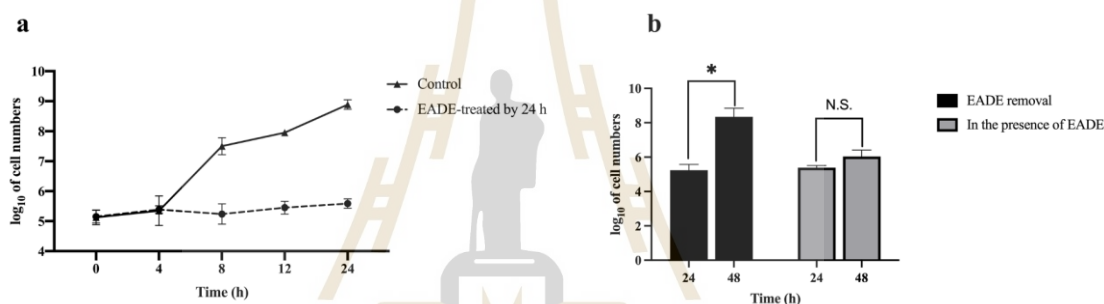 a
log10 of cell numbers
10
9
8
7
6
5
4
0 4 8 12 24
Time (h)
Control
EADE-treated by 24 h
b
log10 of cell numbers
10
8
6
4
2
0
*
N.S.
24 48 24 48
Time (h)
EADE removal
In the presence of EADE